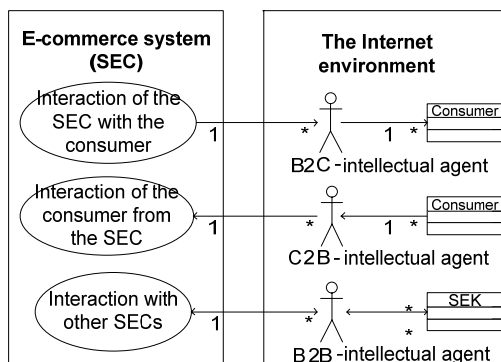 E-commerce system
(SEC)
The Internet
environment
Interaction of the
SEC with the
consumer
1
*
1
*
Consumer
B2C-intellectual agent
Interaction of the
consumer from
the SEC
1
*
1
*
Consumer
C2B-intellectual agent
Interaction with
other SECs
1
*
*
*
SEK
B2B-intellectual agent